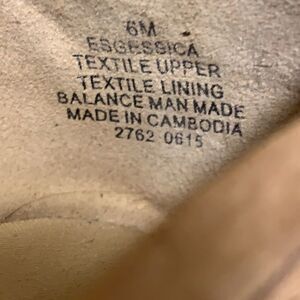 6M
ESGESSICA
TEXTILE UPPER
TEXTILE LINING
BALANCE MAN MADE
MADE IN CAMBODIA
2762 0615